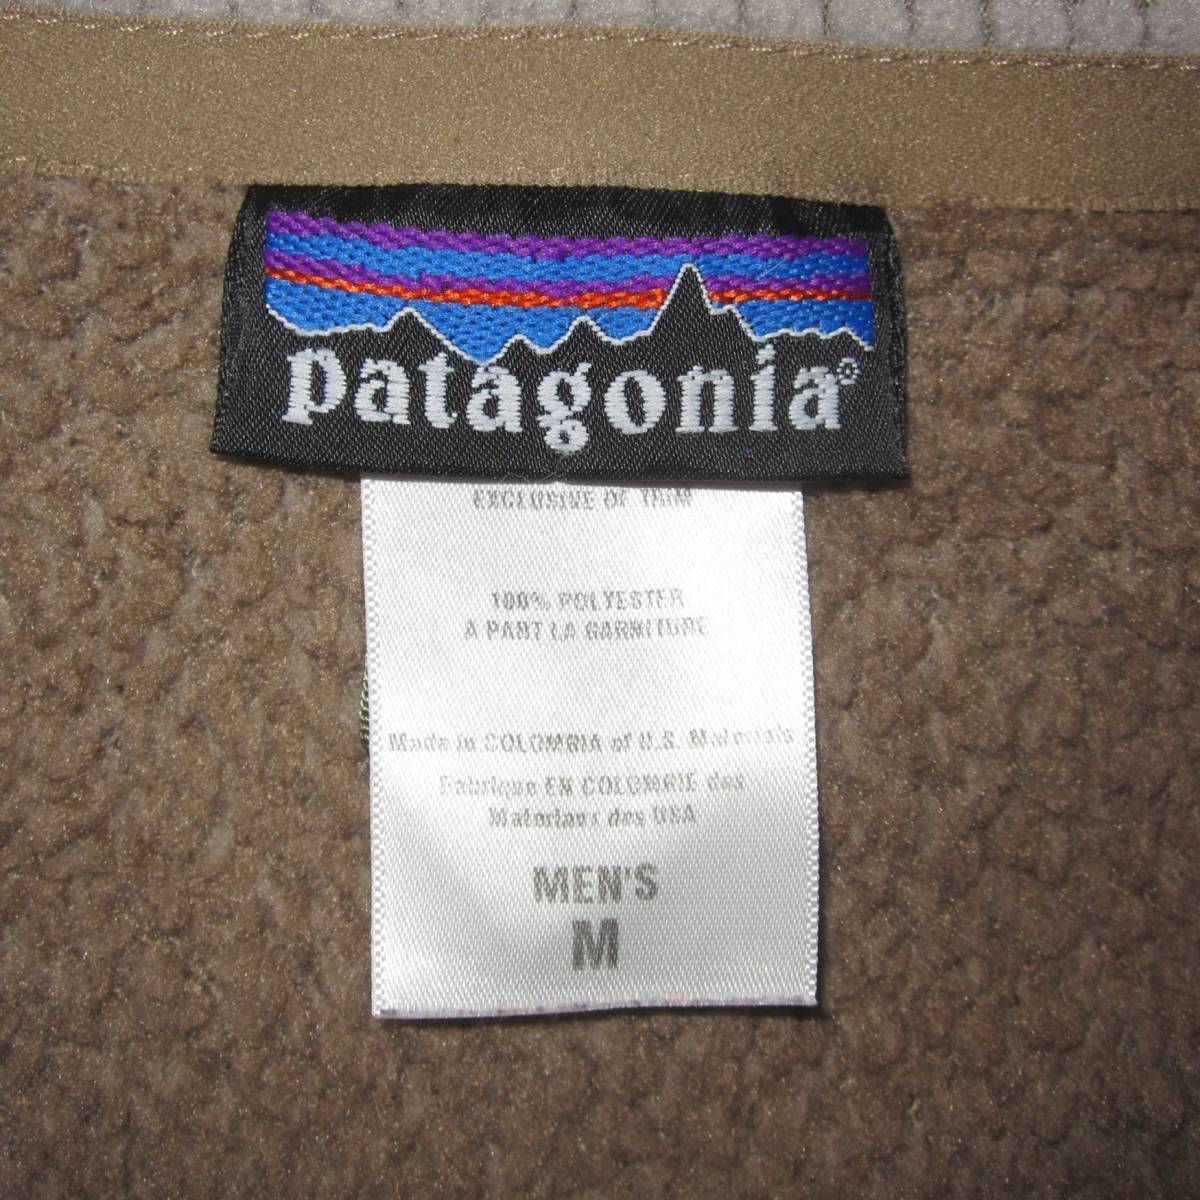 patagonia®
EXCLUSIVE OF TRIM
100% POLYESTER
A PART LA GARNITURE
Made in COLOMBIA of U.S. Materials
Fabrique EN COLOMBIE des
Materiaux des USA
MEN'S
M